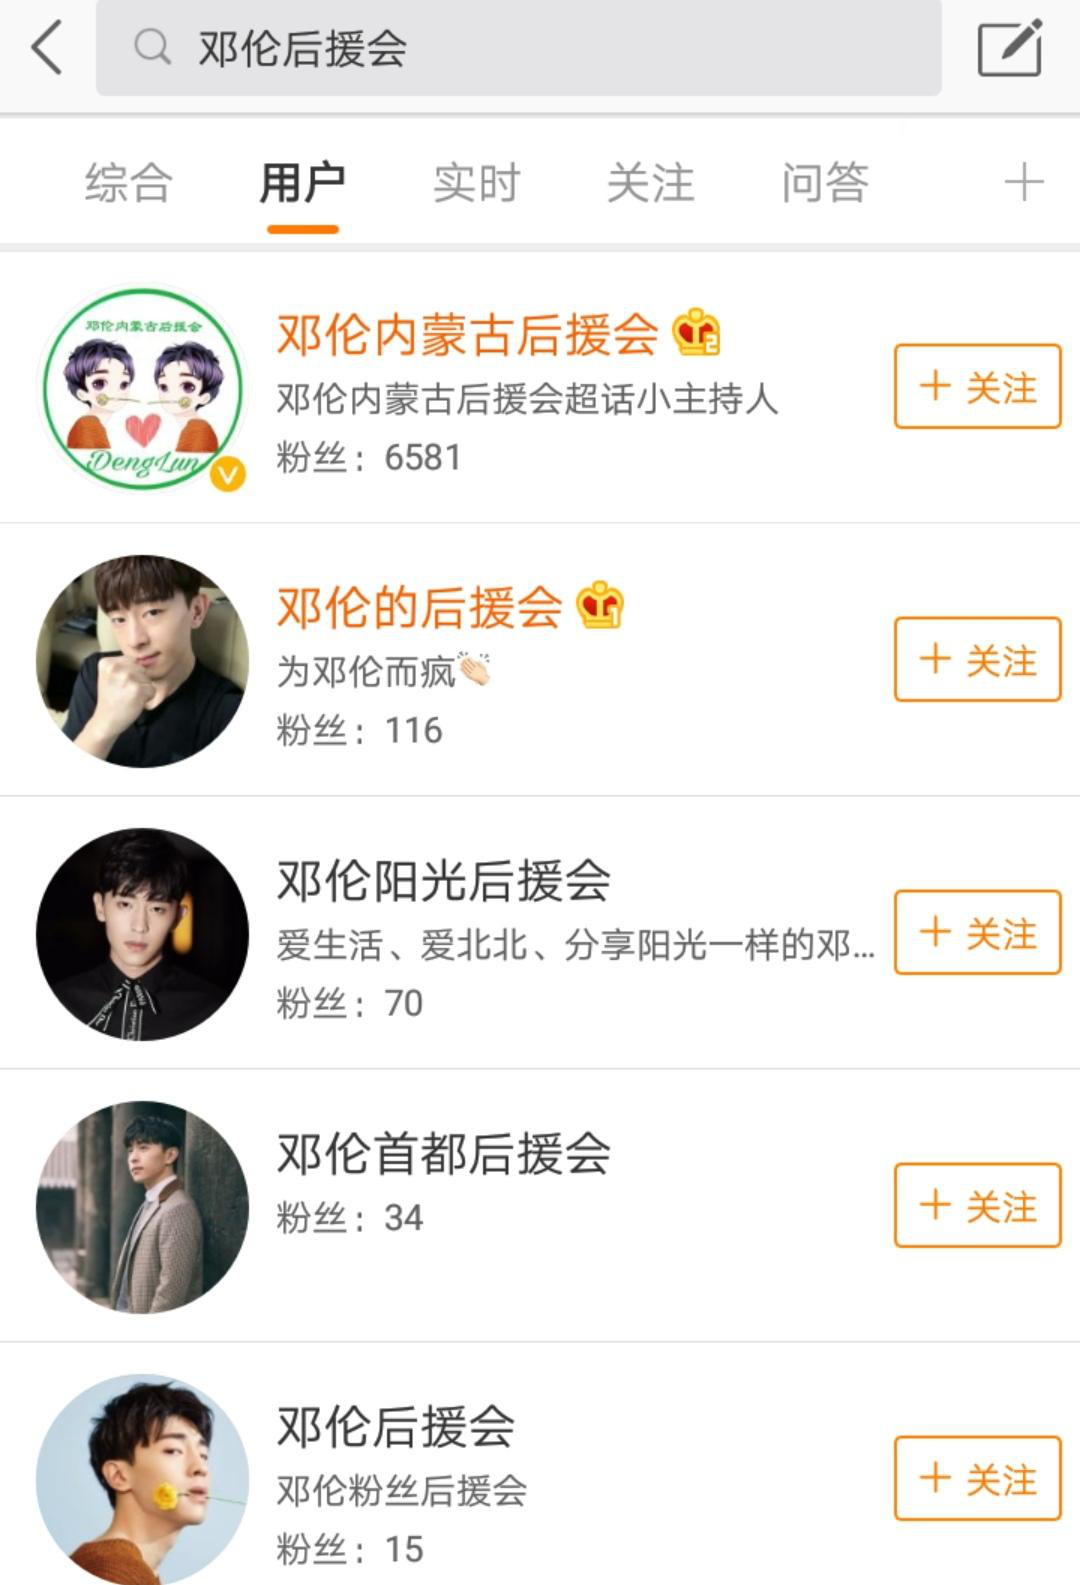 邓伦后援会
综合 用户 实时 关注 问答
邓伦内蒙古后援会
DengLun
V
邓伦内蒙古后援会 2
邓伦内蒙古后援会超话小主持人
粉丝：6581
关注
邓伦的后援会 1
为邓伦而疯👏🏻
粉丝：116
关注
邓伦阳光后援会
爱生活、爱北北、分享阳光一样的邓...
粉丝：70
关注
邓伦首都后援会
粉丝：34
关注
邓伦后援会
邓伦粉丝后援会
粉丝：15
关注